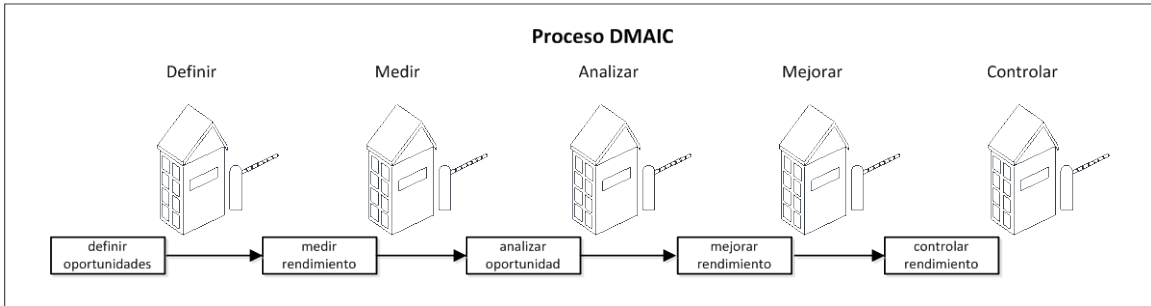 Proceso DMAIC
Definir
Medir
Analizar
Mejorar
Controlar
definir
oportunidades
medir
rendimiento
analizar
oportunidad
mejorar
rendimiento
controlar
rendimiento